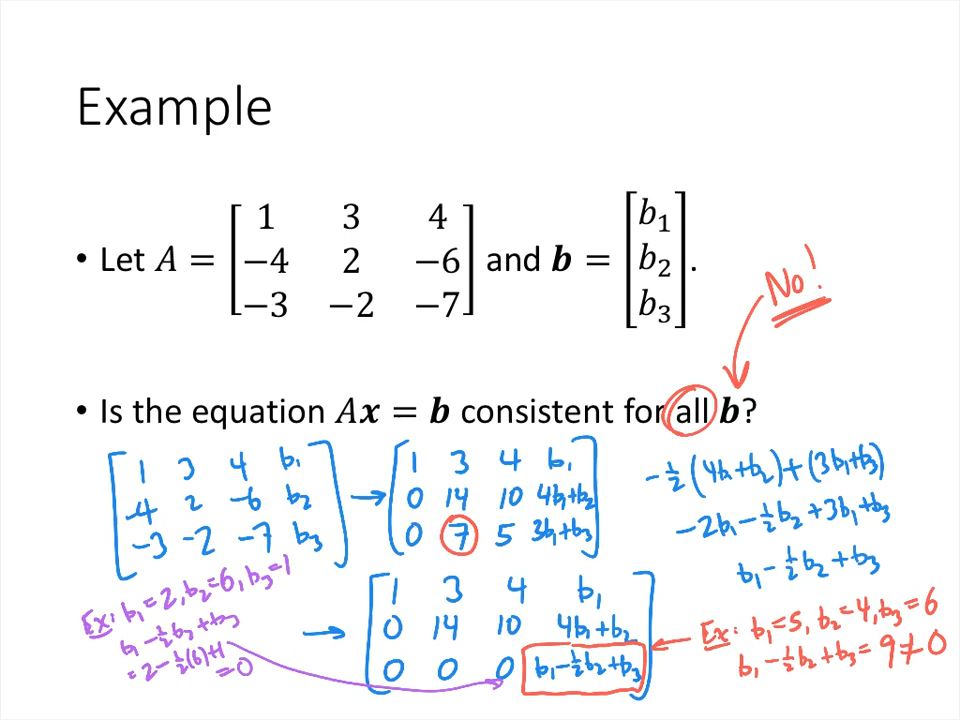 Example
• Let A = [ 1 3 4 ; −4 2 −6 ; −3 −2 −7 ] and b = [ b₁ ; b₂ ; b₃ ].
No!
• Is the equation Ax = b consistent for all b?
[ 1 3 4 b₁ ; -4 2 -6 b₂ ; -3 -2 -7 b₃ ] → [ 1 3 4 b₁ ; 0 14 10 4b₁+b₂ ; 0 7 5 3b₁+b₃ ]
-½(4b₁+b₂)+(3b₁+b₃)
-2b₁-½b₂+3b₁+b₃
b₁-½b₂+b₃
Ex: b₁=2, b₂=6, b₃=1
b₁-½b₂+b₃
=2-½(6)+1
=0
→ [ 1 3 4 b₁ ; 0 14 10 4b₁+b₂ ; 0 0 0 b₁-½b₂+b₃ ]
Ex: b₁=5, b₂=4, b₃=6
b₁-½b₂+b₃=9≠0